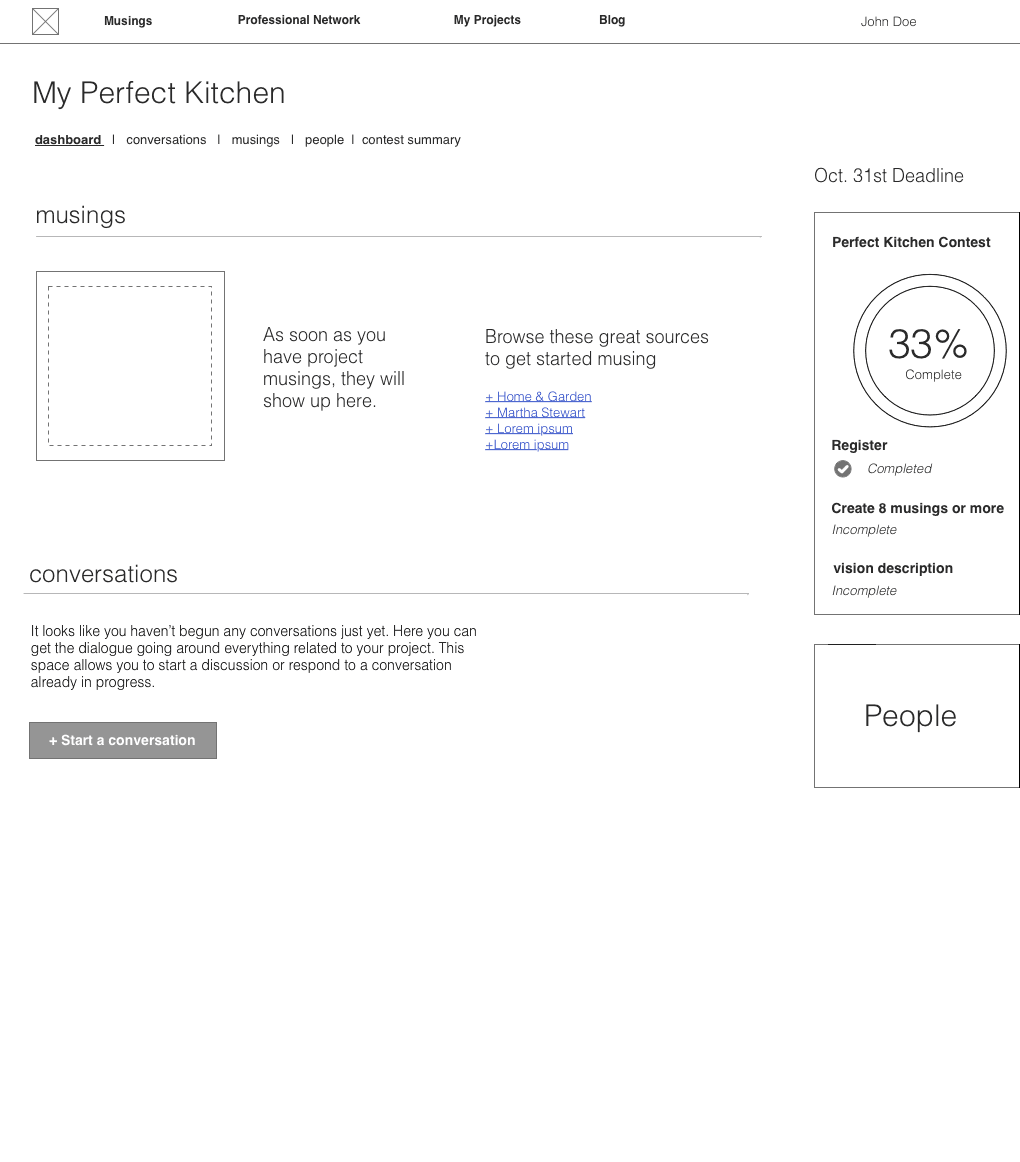 Musings Professional Network My Projects Blog John Doe
My Perfect Kitchen
dashboard | conversations | musings | people | contest summary
musings
As soon as you
have project
musings, they will
show up here.
Browse these great sources
to get started musing
+ Home & Garden
+ Martha Stewart
+ Lorem ipsum
+Lorem ipsum
conversations
It looks like you haven’t begun any conversations just yet. Here you can
get the dialogue going around everything related to your project. This
space allows you to start a discussion or respond to a conversation
already in progress.
+ Start a conversation
Oct. 31st Deadline
Perfect Kitchen Contest
33%
Complete
Register
Completed
Create 8 musings or more
Incomplete
vision description
Incomplete
People